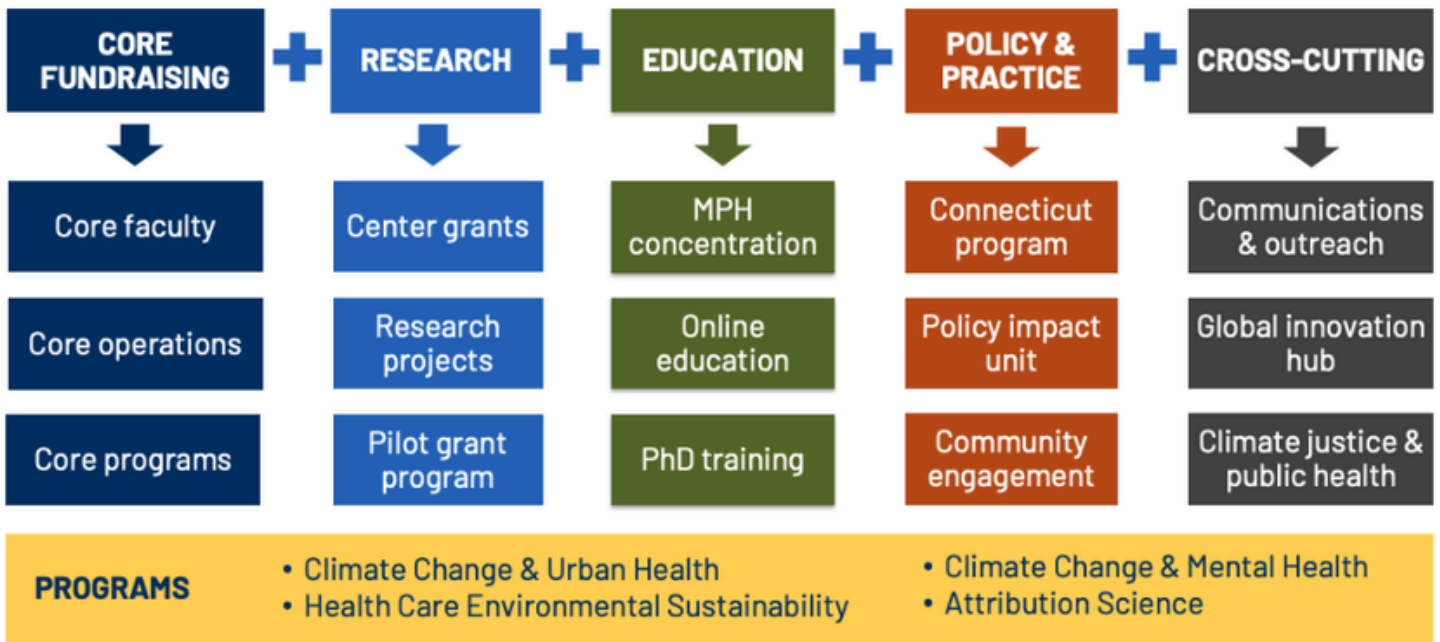 CORE
FUNDRAISING
RESEARCH
EDUCATION
POLICY &
PRACTICE
CROSS-CUTTING
Core faculty
Center grants
MPH
concentration
Connecticut
program
Communications
& outreach
Core operations
Research
projects
Online
education
Policy impact
unit
Global innovation
hub
Core programs
Pilot grant
program
PhD training
Community
engagement
Climate justice &
public health
PROGRAMS
• Climate Change & Urban Health
• Health Care Environmental Sustainability
• Climate Change & Mental Health
• Attribution Science